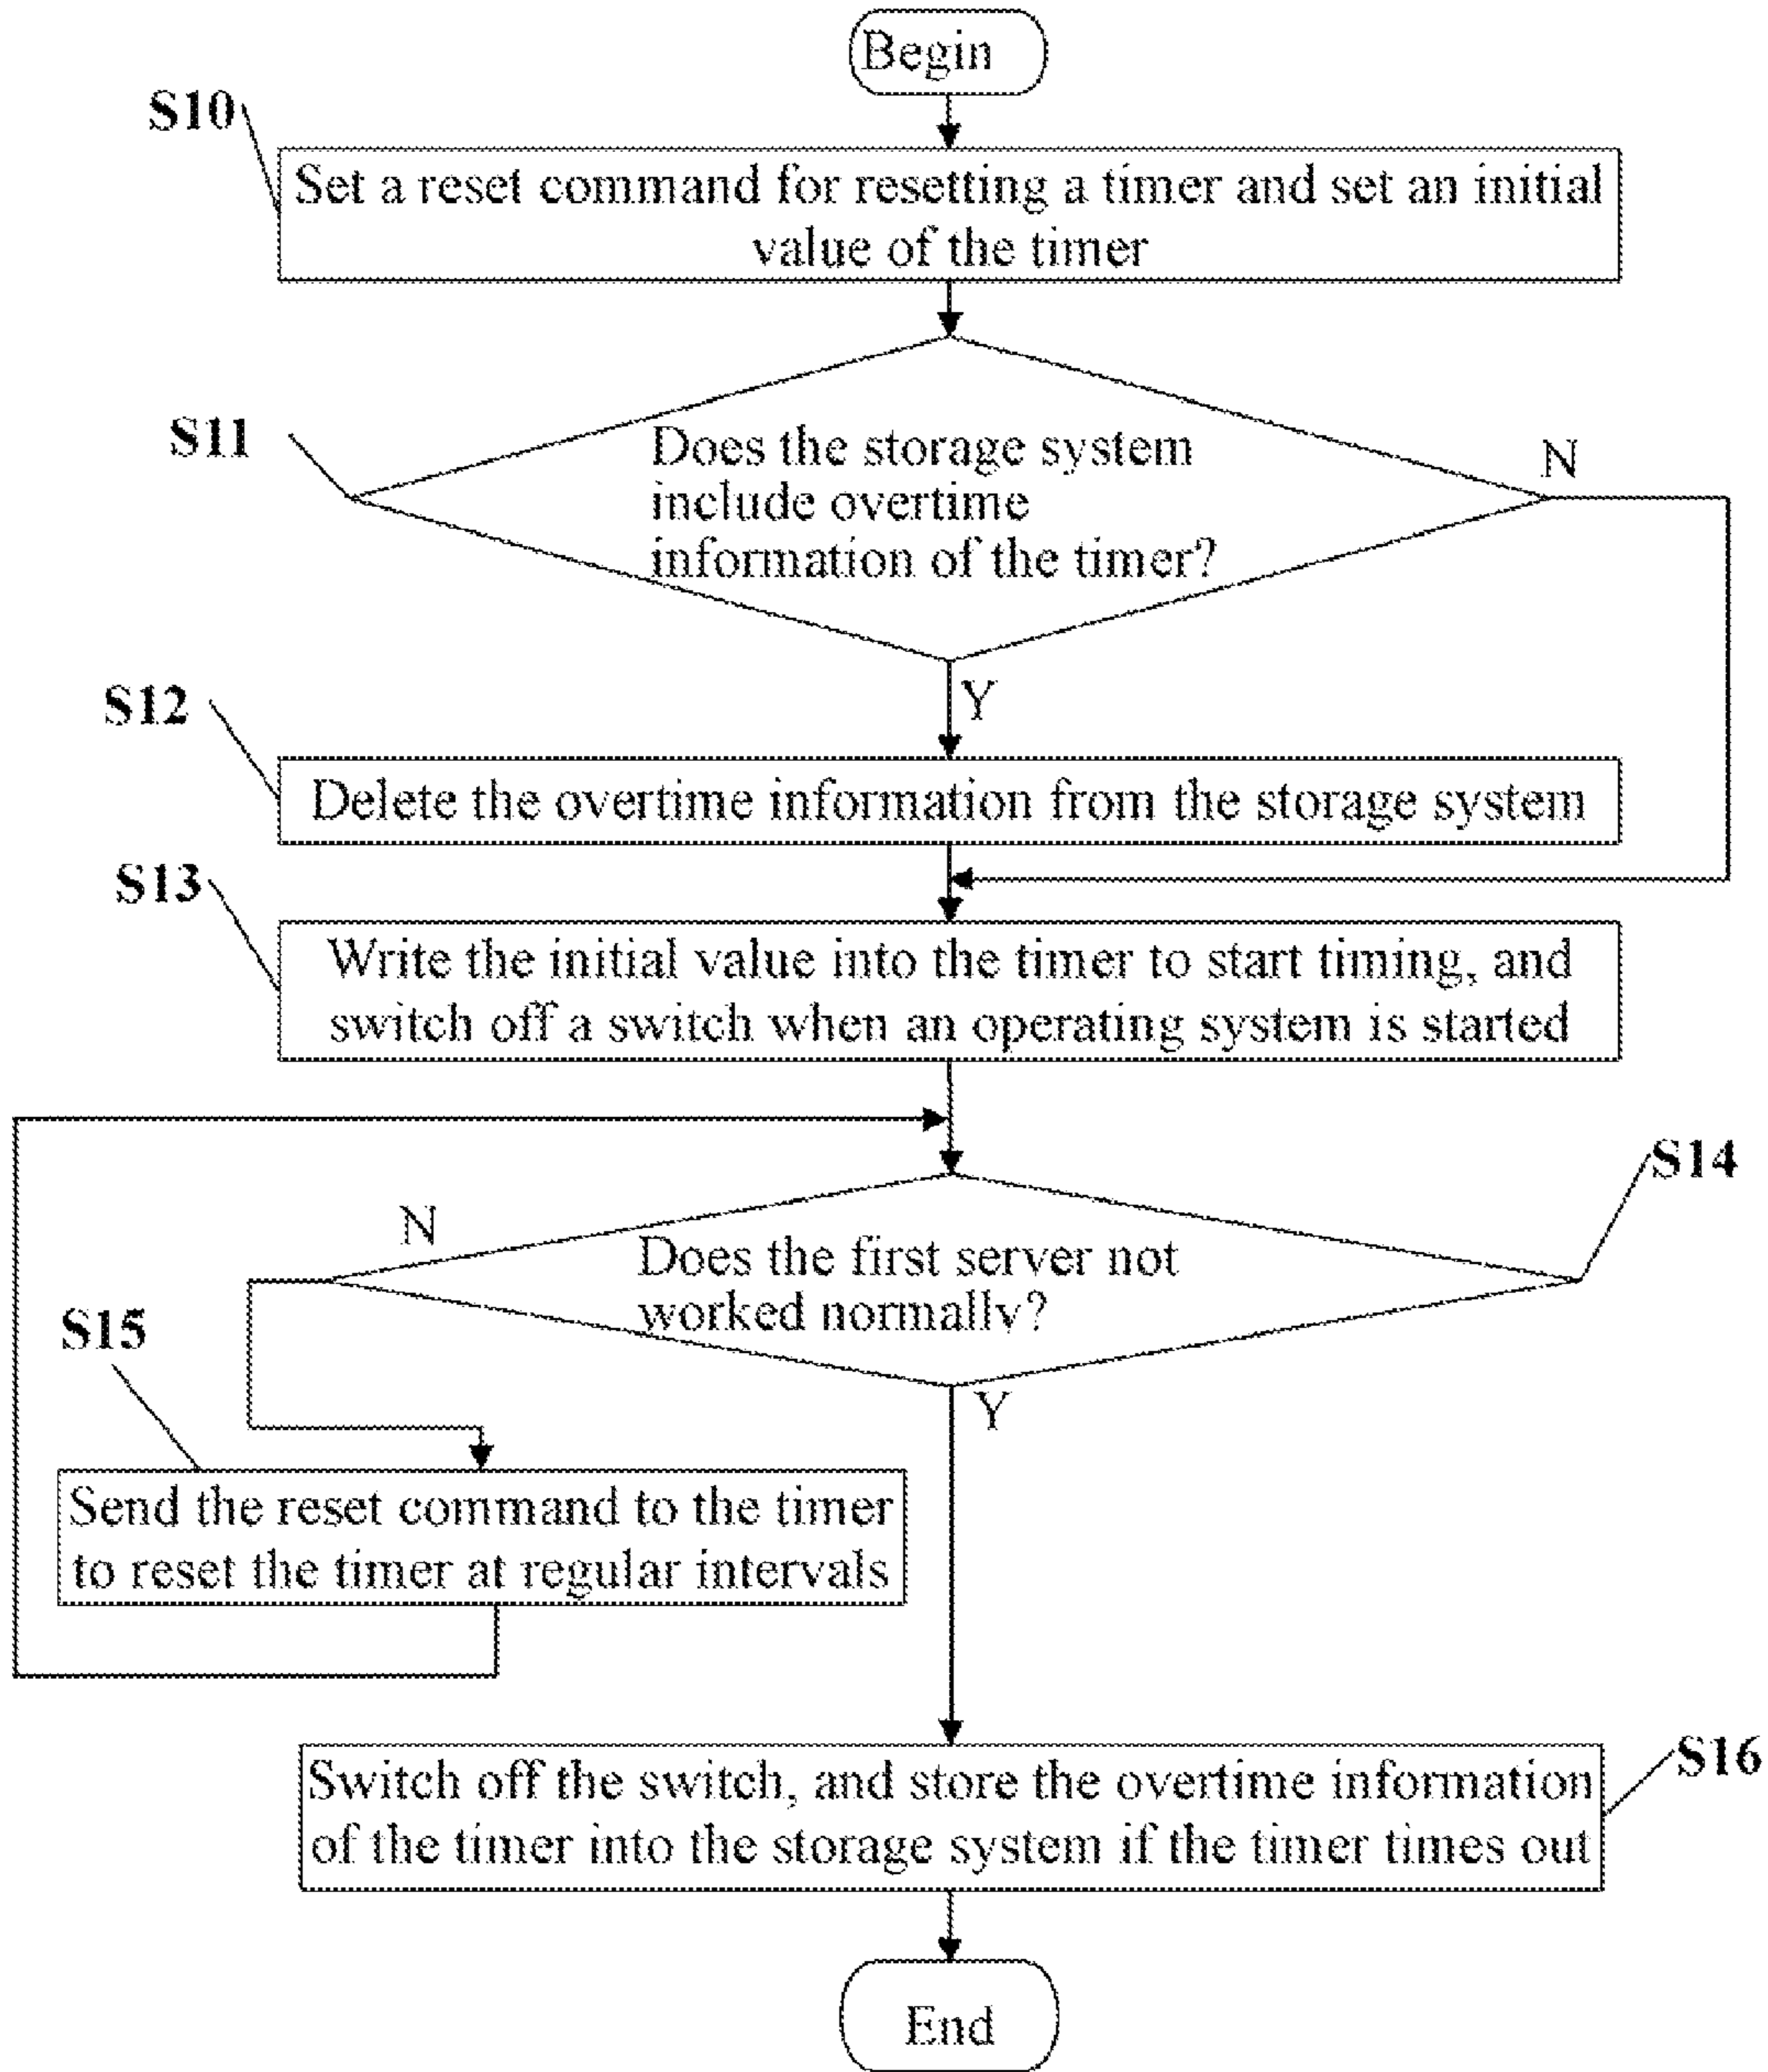 Begin
S10
Set a reset command for resetting a timer and set an initial
value of the timer
S11
Does the storage system
include overtime
information of the timer?
N
Y
S12
Delete the overtime information from the storage system
S13
Write the initial value into the timer to start timing, and
switch off a switch when an operating system is started
S14
N
Does the first server not
worked normally?
S15
Y
Send the reset command to the timer
to reset the timer at regular intervals
Switch off the switch, and store the overtime information
of the timer into the storage system if the timer times out
S16
End